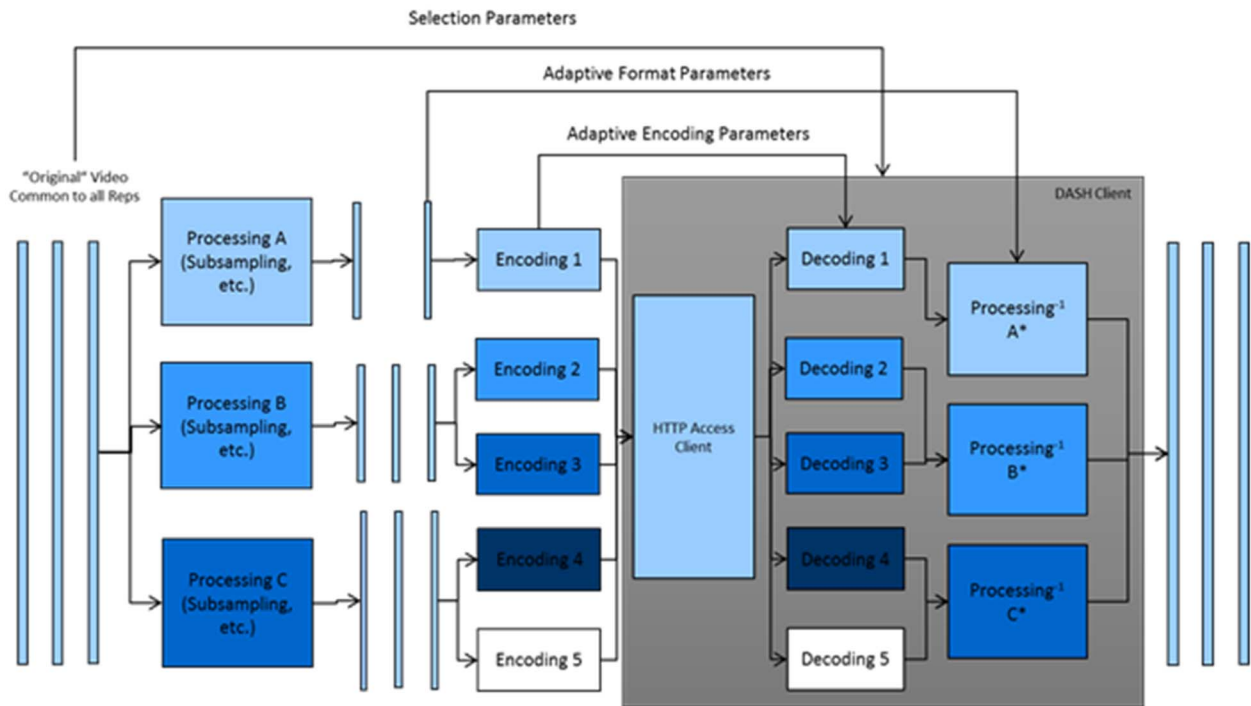 Selection Parameters
Adaptive Format Parameters
Adaptive Encoding Parameters
"Original" Video
Common to all Reps
DASH Client
Processing A
(Subsampling,
etc.)
Encoding 1
Decoding 1
Processing-1
A*
Processing B
(Subsampling,
etc.)
Encoding 2
Encoding 3
HTTP Access
Client
Decoding 2
Decoding 3
Processing-1
B*
Processing C
(Subsampling,
etc.)
Encoding 4
Encoding 5
Decoding 4
Decoding 5
Processing-1
C*